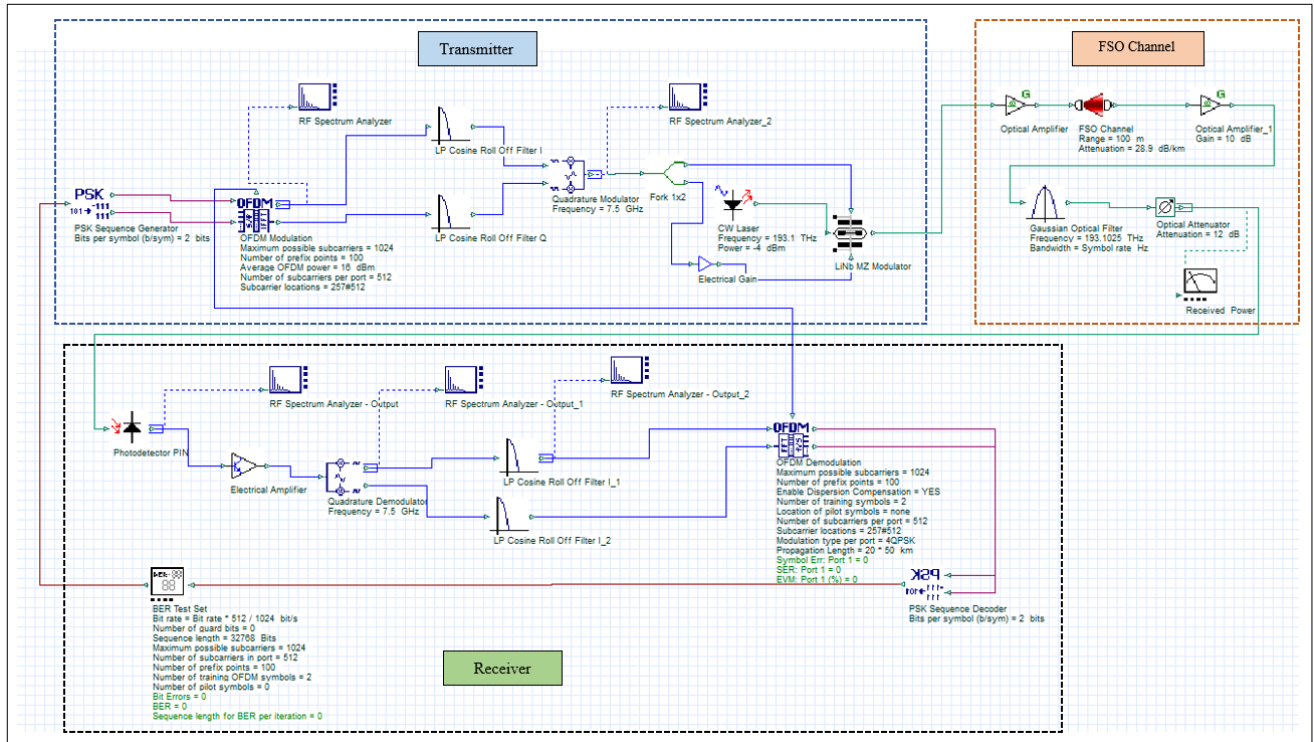 Transmitter
FSO Channel
RF Spectrum Analyzer
RF Spectrum Analyzer_2
LP Cosine Roll Off Filter I
Quadrature Modulator
Frequency = 7.5 GHz
Fork 1x2
PSK
101
111
PSK Sequence Generator
Bits per symbol (b/sym) = 2 bits
OFDM
OFDM Modulation
Maximum possible subcarriers = 1024
Number of prefix points = 100
Average OFDM power = 16 dBm
Number of subcarriers per port = 512
Subcarrier locations = 257#512
LP Cosine Roll Off Filter Q
CW Laser
Frequency = 193.1 THz
Power = -4 dBm
Electrical Gain
LiNb MZ Modulator
G
Optical Amplifier
FSO Channel
Range = 100 m
Attenuation = 28.9 dB/km
G
Optical Amplifier_1
Gain = 10 dB
Gaussian Optical Filter
Frequency = 193.1025 THz
Bandwidth = Symbol rate Hz
Optical Attenuator
Attenuation = 12 dB
Received Power
RF Spectrum Analyzer - Output
RF Spectrum Analyzer - Output_1
RF Spectrum Analyzer - Output_2
Photodetector PIN
Electrical Amplifier
Quadrature Demodulator
Frequency = 7.5 GHz
LP Cosine Roll Off Filter I_1
LP Cosine Roll Off Filter I_2
OFDM
OFDM Demodulation
Maximum possible subcarriers = 1024
Number of prefix points = 100
Enable Dispersion Compensation = YES
Number of training symbols = 2
Location of pilot symbols = none
Number of subcarriers per port = 512
Subcarrier locations = 257#512
Modulation type per port = 4QPSK
Propagation Length = 20 * 50 km
Symbol Err: Port 1 = 0
SER: Port 1 = 0
EVM: Port 1 (%) = 0
PSK
PSK Sequence Decoder
Bits per symbol (b/sym) = 2 bits
BER Test Set
Bit rate = Bit rate * 512 / 1024 bit/s
Number of guard bits = 0
Sequence length = 32768 Bits
Maximum possible subcarriers = 1024
Number of subcarriers in port = 512
Number of prefix points = 100
Number of training OFDM symbols = 2
Number of pilot symbols = 0
Bit Errors = 0
BER = 0
Sequence length for BER per iteration = 0
Receiver